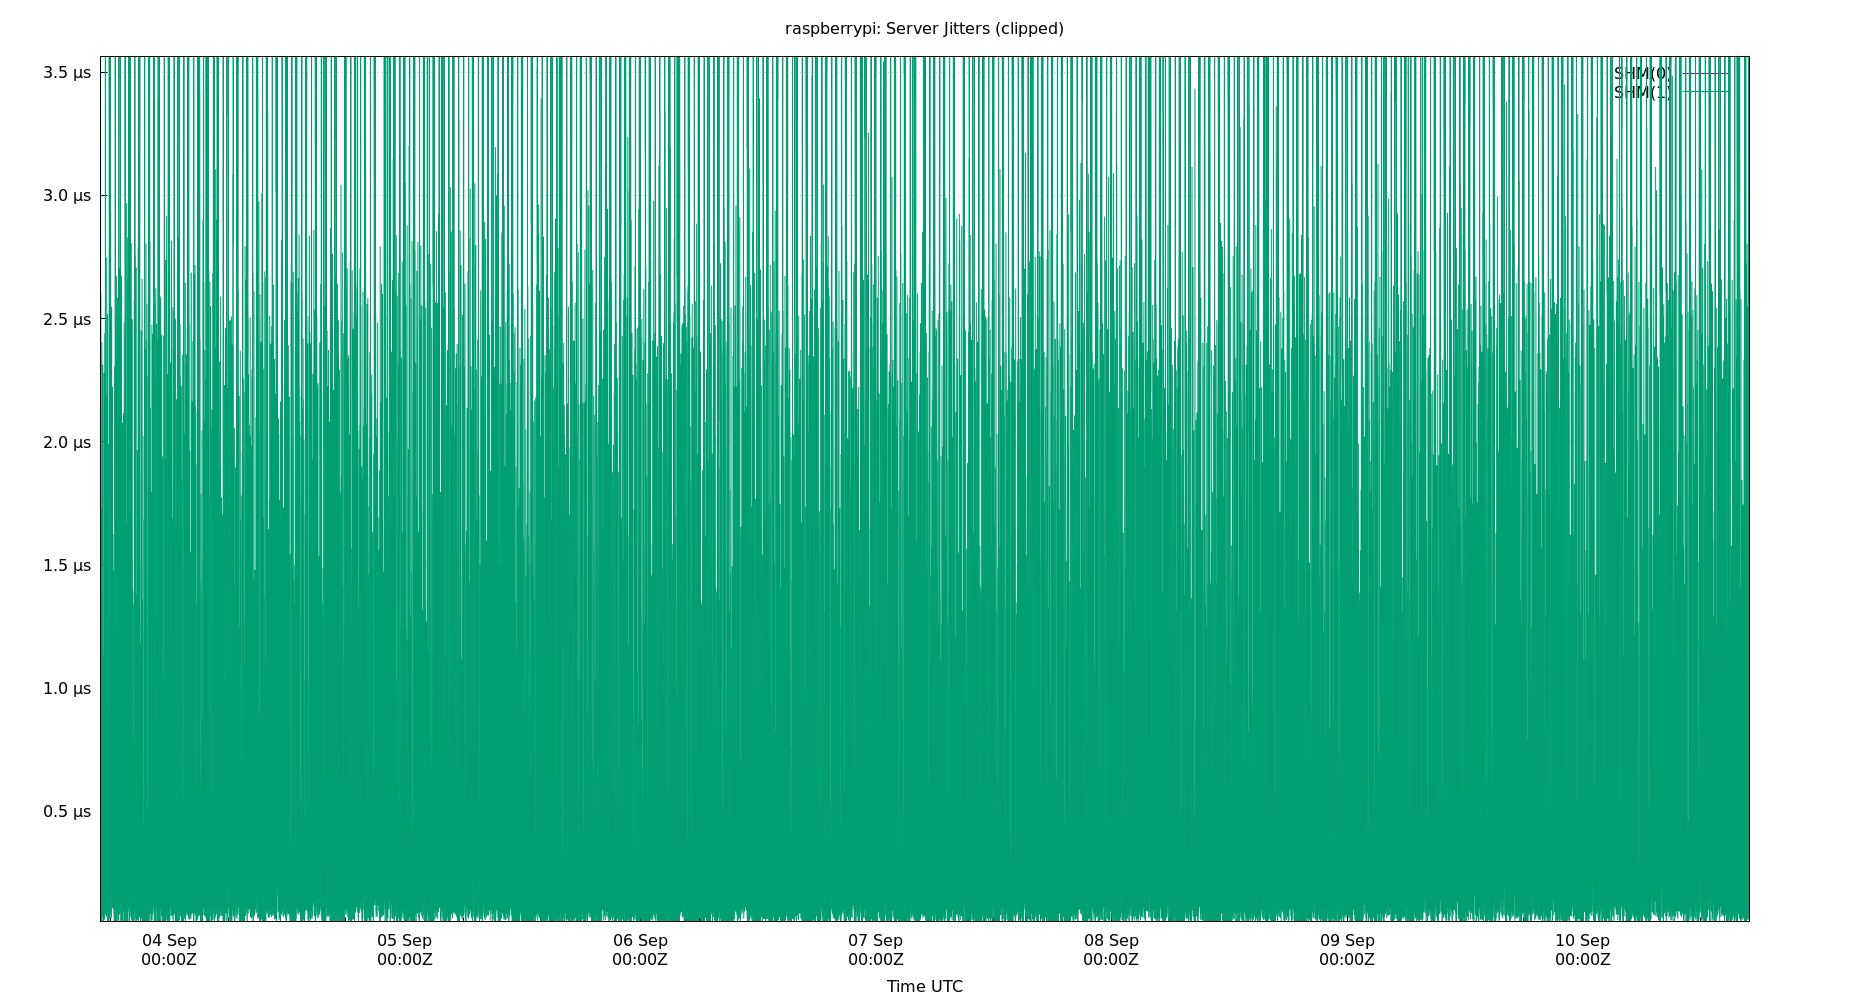 raspberrypi: Server Jitters (clipped)
3.5 µs
SHM(0)
SHM(1)
3.0 µs
2.5 µs
2.0 µs
1.5 µs
1.0 µs
0.5 µs
04 Sep 05 Sep 06 Sep 07 Sep 08 Sep 09 Sep 10 Sep
00:00Z 00:00Z 00:00Z 00:00Z 00:00Z 00:00Z 00:00Z
Time UTC